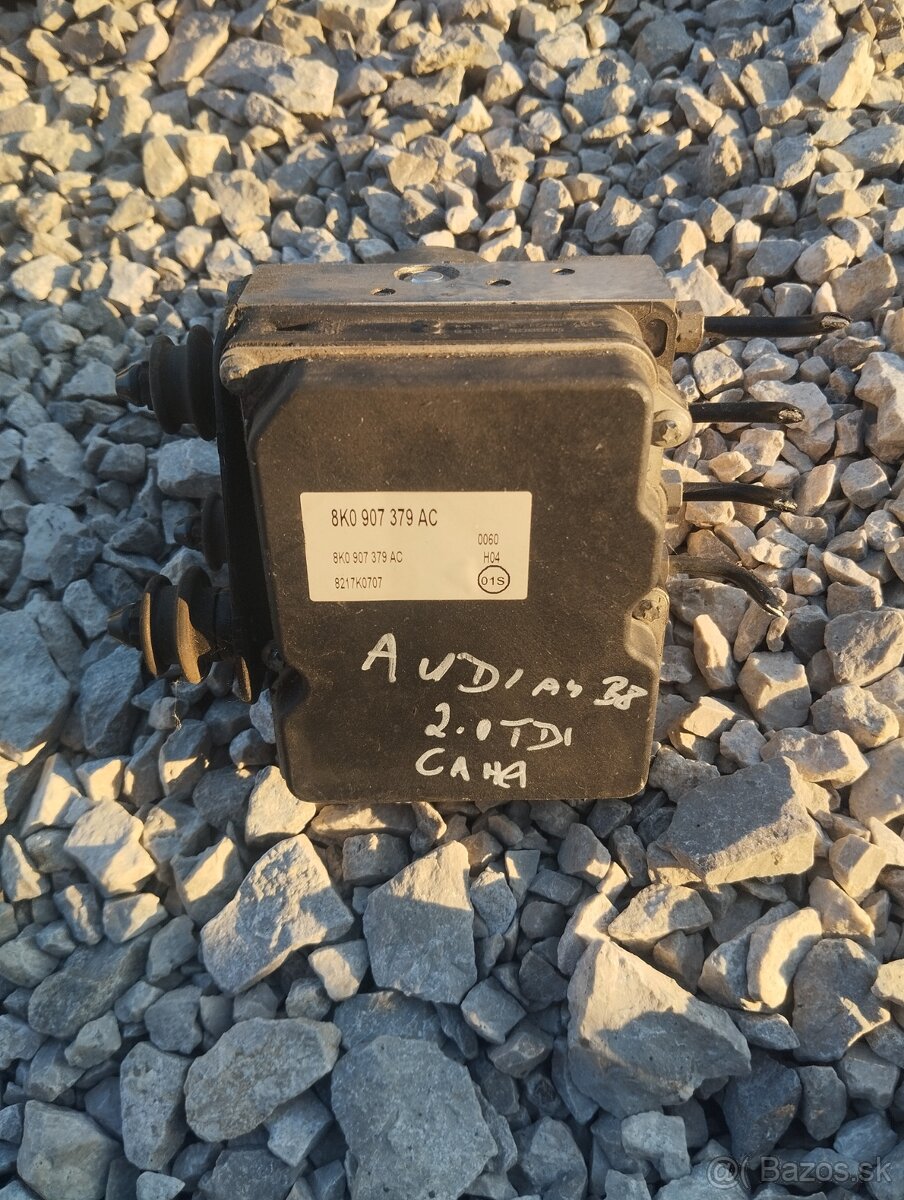 8K0 907 379 AC
0060
8K0 907 379 AC H04
8217K0707 01S
AUDI A4 B8
2.0TDI
CAHA
Bazos.sk